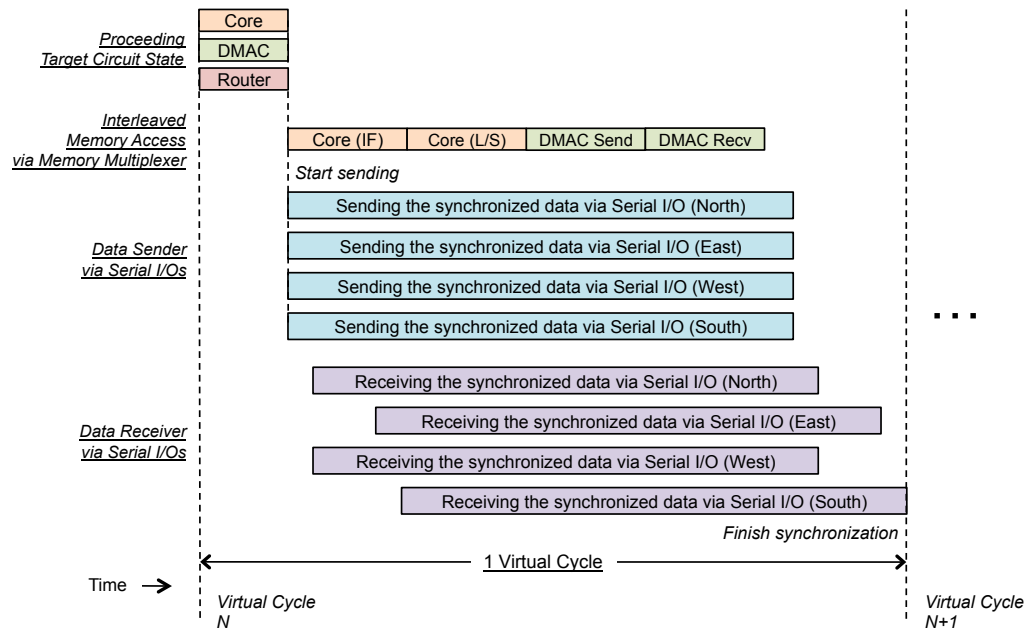 Core
Proceeding
Target Circuit State
DMAC
Router
Interleaved
Memory Access
via Memory Multiplexer
Core (IF)
Core (L/S)
DMAC Send
DMAC Recv
Start sending
Data Sender
via Serial I/Os
Sending the synchronized data via Serial I/O (North)
Sending the synchronized data via Serial I/O (East)
Sending the synchronized data via Serial I/O (West)
Sending the synchronized data via Serial I/O (South)
...
Data Receiver
via Serial I/Os
Receiving the synchronized data via Serial I/O (North)
Receiving the synchronized data via Serial I/O (East)
Receiving the synchronized data via Serial I/O (West)
Receiving the synchronized data via Serial I/O (South)
Finish synchronization
1 Virtual Cycle
Time
Virtual Cycle
N
Virtual Cycle
N+1